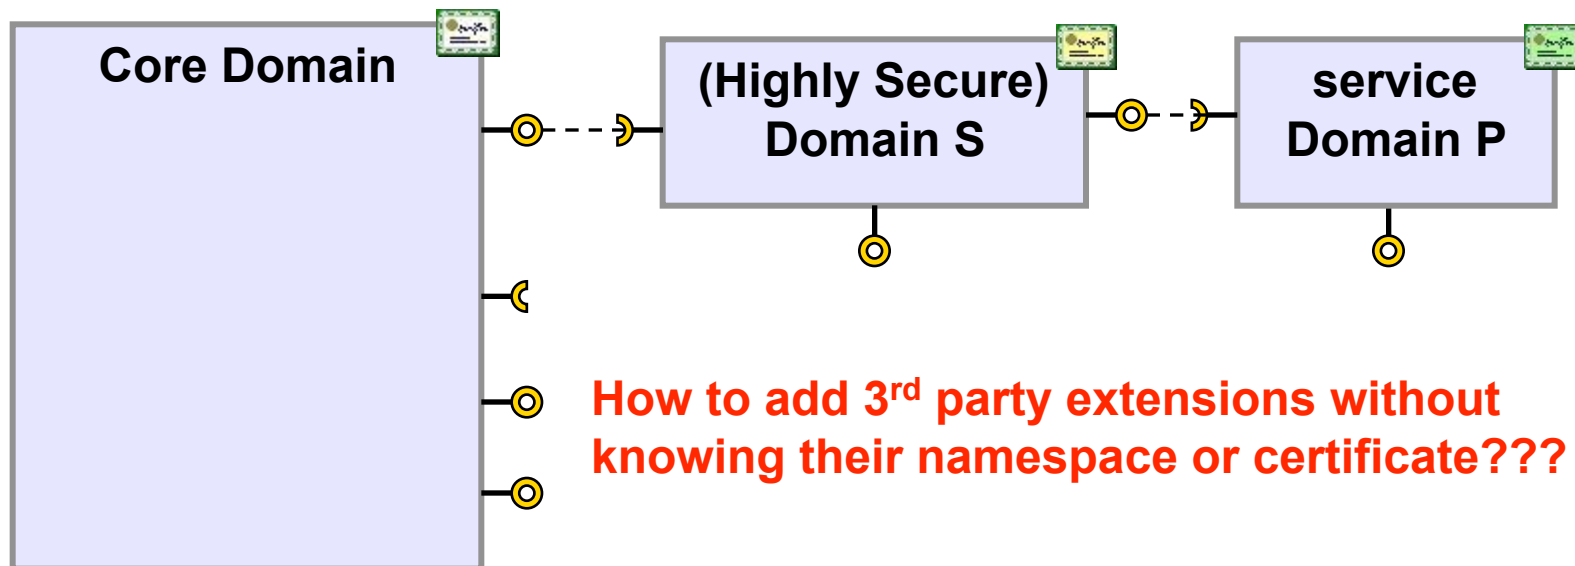 Core Domain
(Highly Secure)
Domain S
service
Domain P
How to add 3rd party extensions without
knowing their namespace or certificate???